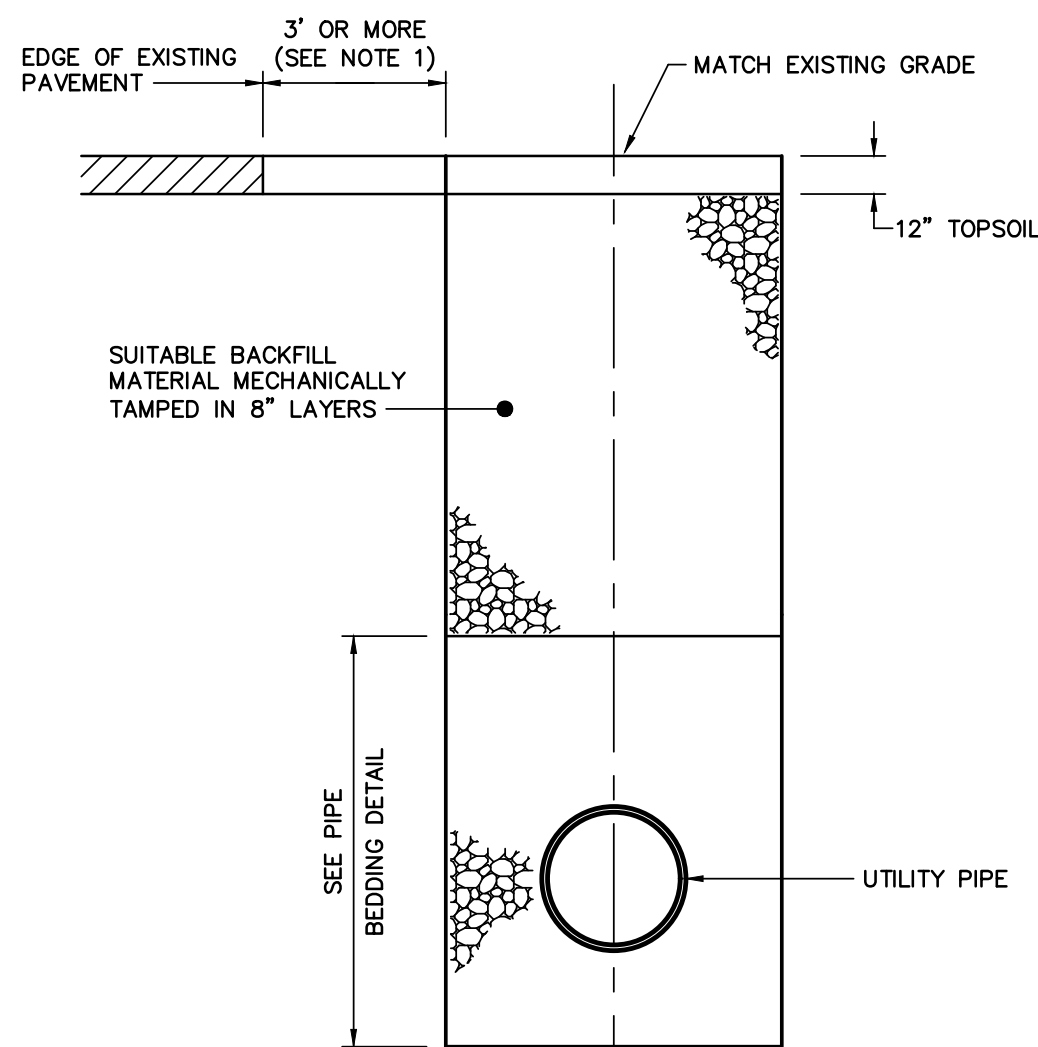 3' OR MORE
(SEE NOTE 1)
EDGE OF EXISTING
PAVEMENT
MATCH EXISTING GRADE
12" TOPSOIL
SUITABLE BACKFILL
MATERIAL MECHANICALLY
TAMPED IN 8" LAYERS
SEE PIPE
BEDDING DETAIL
UTILITY PIPE